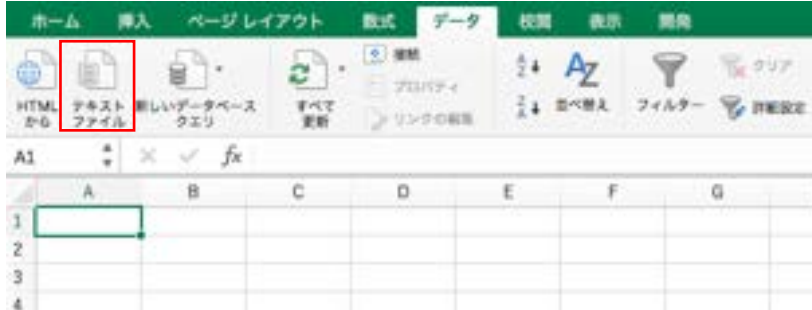 ホーム 挿入 ページ レイアウト 数式 データ 校閲 表示 開発
HTML から
テキスト ファイル
新しいデータベース クエリ
すべて 更新
接続
プロパティ
リンクの編集
並べ替え
フィルター
クリア
詳細設定
A1 fx
A B C D E F G
1
2
3
4